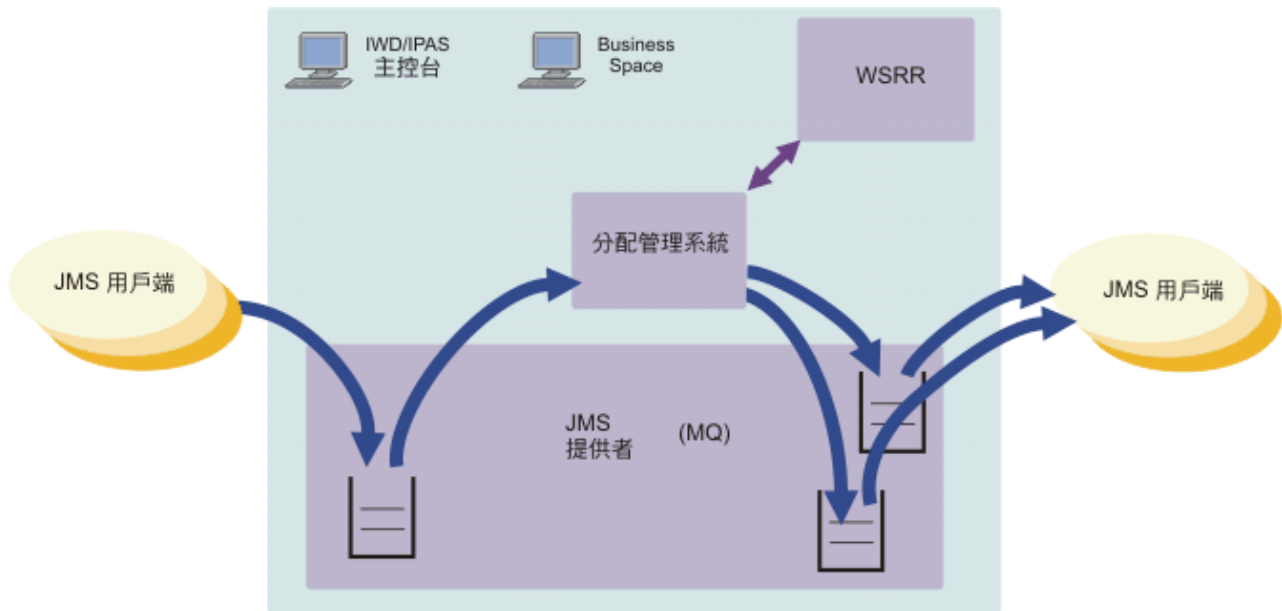 IWD/IPAS
主控台
Business
Space
WSRR
分配管理系統
JMS 用戶端
JMS 用戶端
JMS (MQ)
提供者